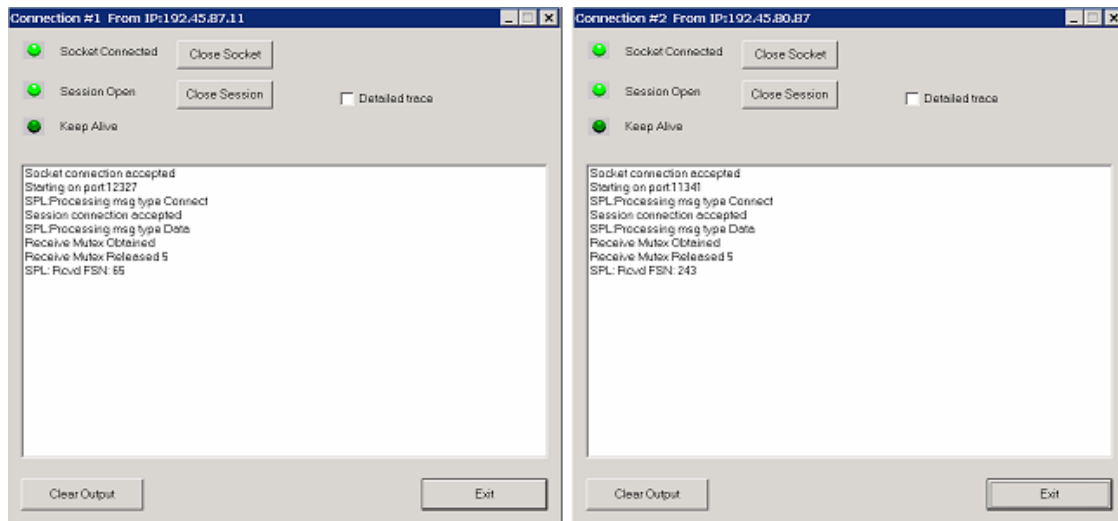 Connection #1 From IP:192.45.87.11
Socket Connected
Close Socket
Session Open
Close Session
Detailed trace
Keep Alive
Socket connection accepted
Starting on port:12327
SPL:Processing msg type Connect
Session connection accepted
SPL:Processing msg type Data
Receive Mutex Obtained
Receive Mutex Released 5
SPL: Rcvd FSN: 65
Clear Output
Exit
Connection #2 From IP:192.45.80.87
Socket Connected
Close Socket
Session Open
Close Session
Detailed trace
Keep Alive
Socket connection accepted
Starting on port:11341
SPL:Processing msg type Connect
Session connection accepted
SPL:Processing msg type Data
Receive Mutex Obtained
Receive Mutex Released 5
SPL: Rcvd FSN: 243
Clear Output
Exit